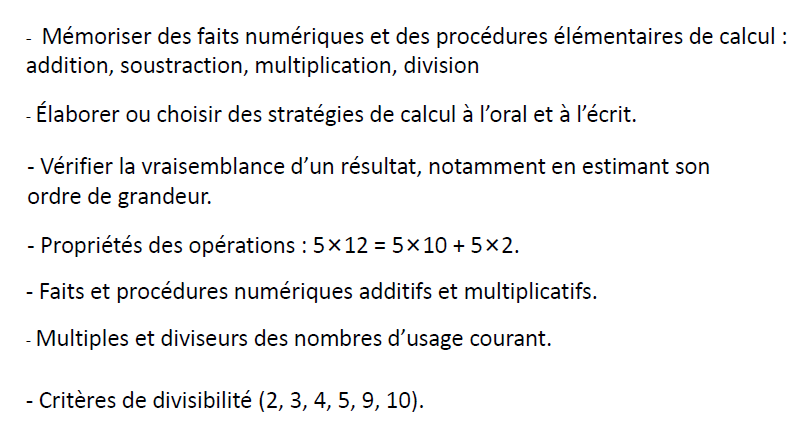 - Mémoriser des faits numériques et des procédures élémentaires de calcul :
addition, soustraction, multiplication, division
- Élaborer ou choisir des stratégies de calcul à l’oral et à l’écrit.
- Vérifier la vraisemblance d’un résultat, notamment en estimant son
ordre de grandeur.
- Propriétés des opérations : 5×12 = 5×10 + 5×2.
- Faits et procédures numériques additifs et multiplicatifs.
- Multiples et diviseurs des nombres d’usage courant.
- Critères de divisibilité (2, 3, 4, 5, 9, 10).